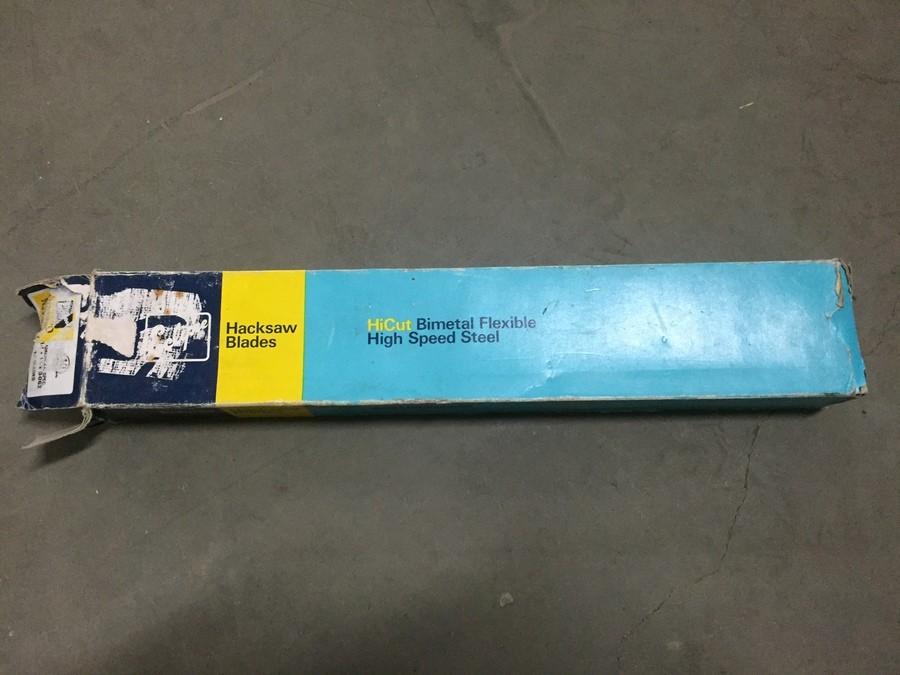 Hacksaw
Blades
HiCut Bimetal Flexible
High Speed Steel